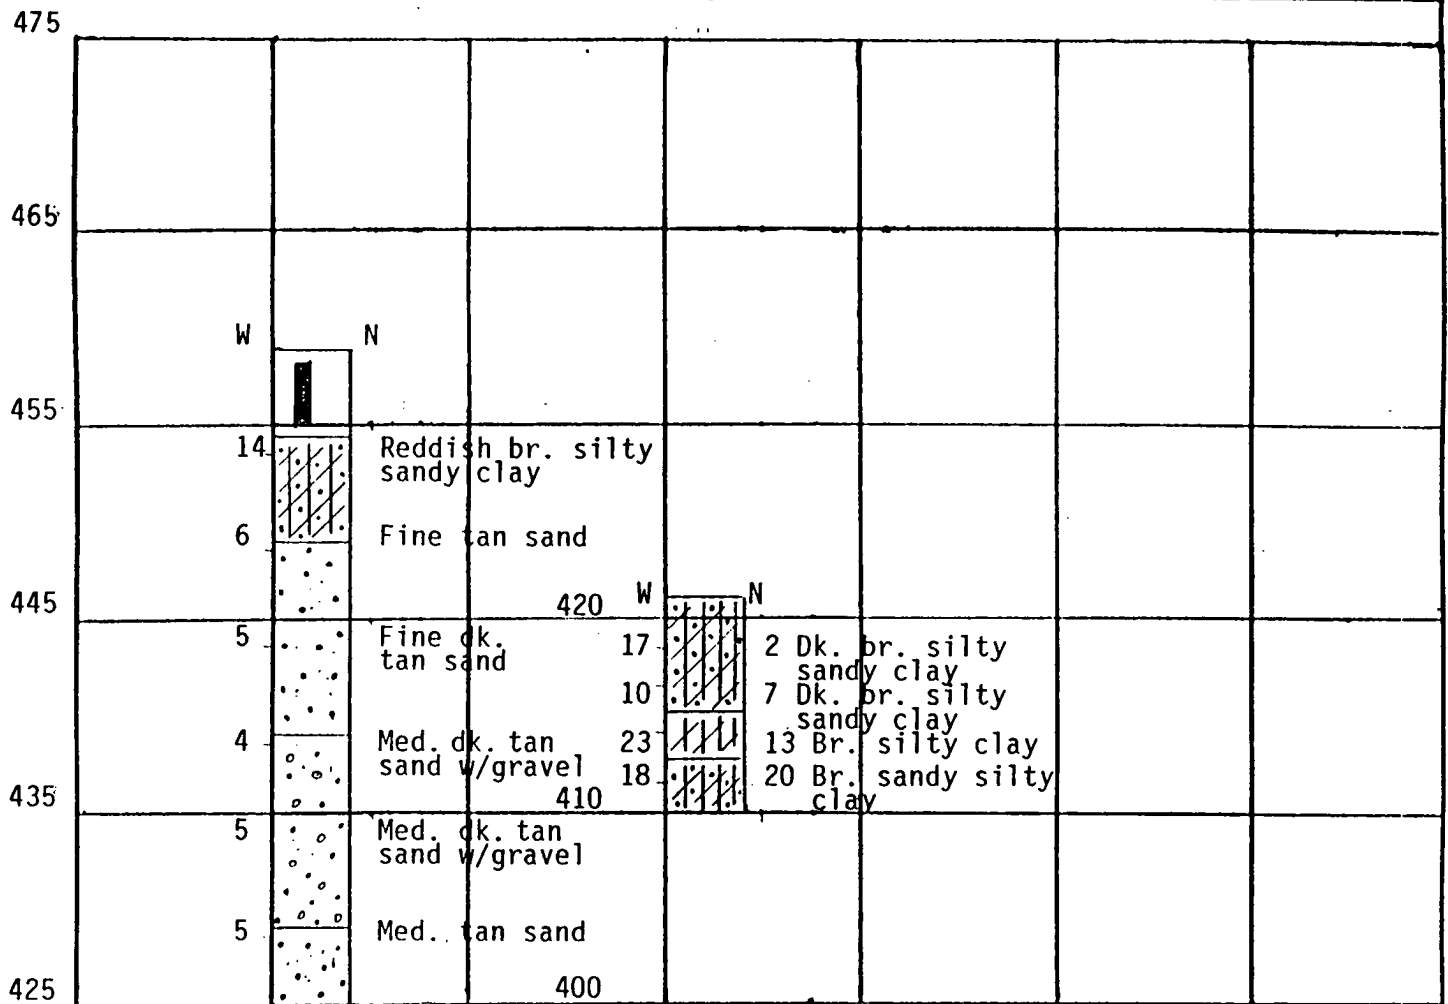 475
465
W N
455
14 Reddish br. silty
sandy clay
6 Fine tan sand
445
5 Fine dk.
tan sand
4 Med. dk. tan
sand w/gravel
435
5 Med. dk. tan
sand w/gravel
5 Med. tan sand
425
420 W N
17 2 Dk. br. silty
sandy clay
10 7 Dk. br. silty
sandy clay
23 13 Br. silty clay
18 20 Br. sandy silty
clay
410
400